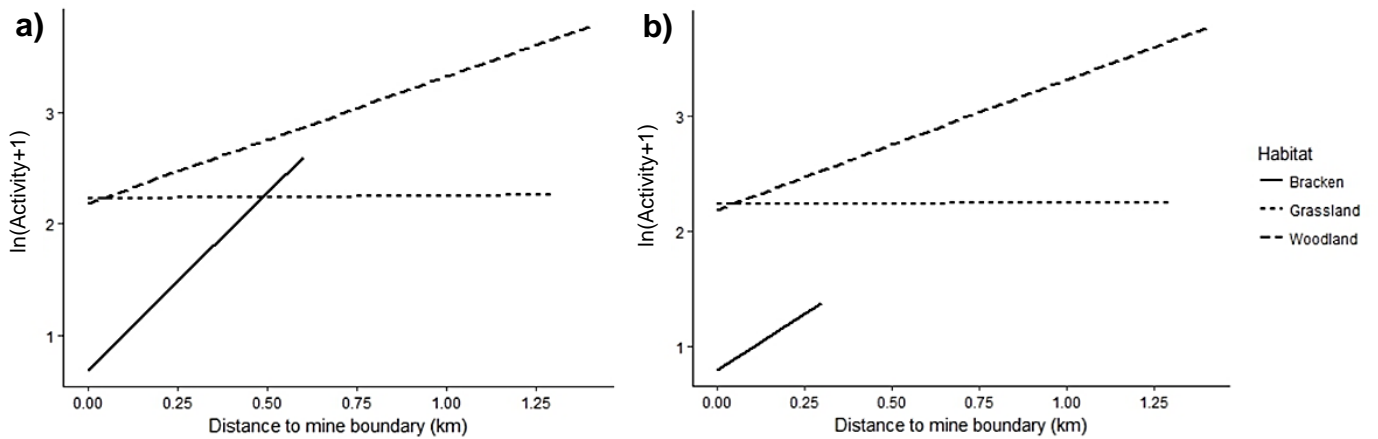 a)
ln(Activity+1)
3
2
1
0.00 0.25 0.50 0.75 1.00 1.25
Distance to mine boundary (km)
b)
ln(Activity+1)
3
2
1
0.00 0.25 0.50 0.75 1.00 1.25
Distance to mine boundary (km)
Habitat
Bracken
Grassland
Woodland